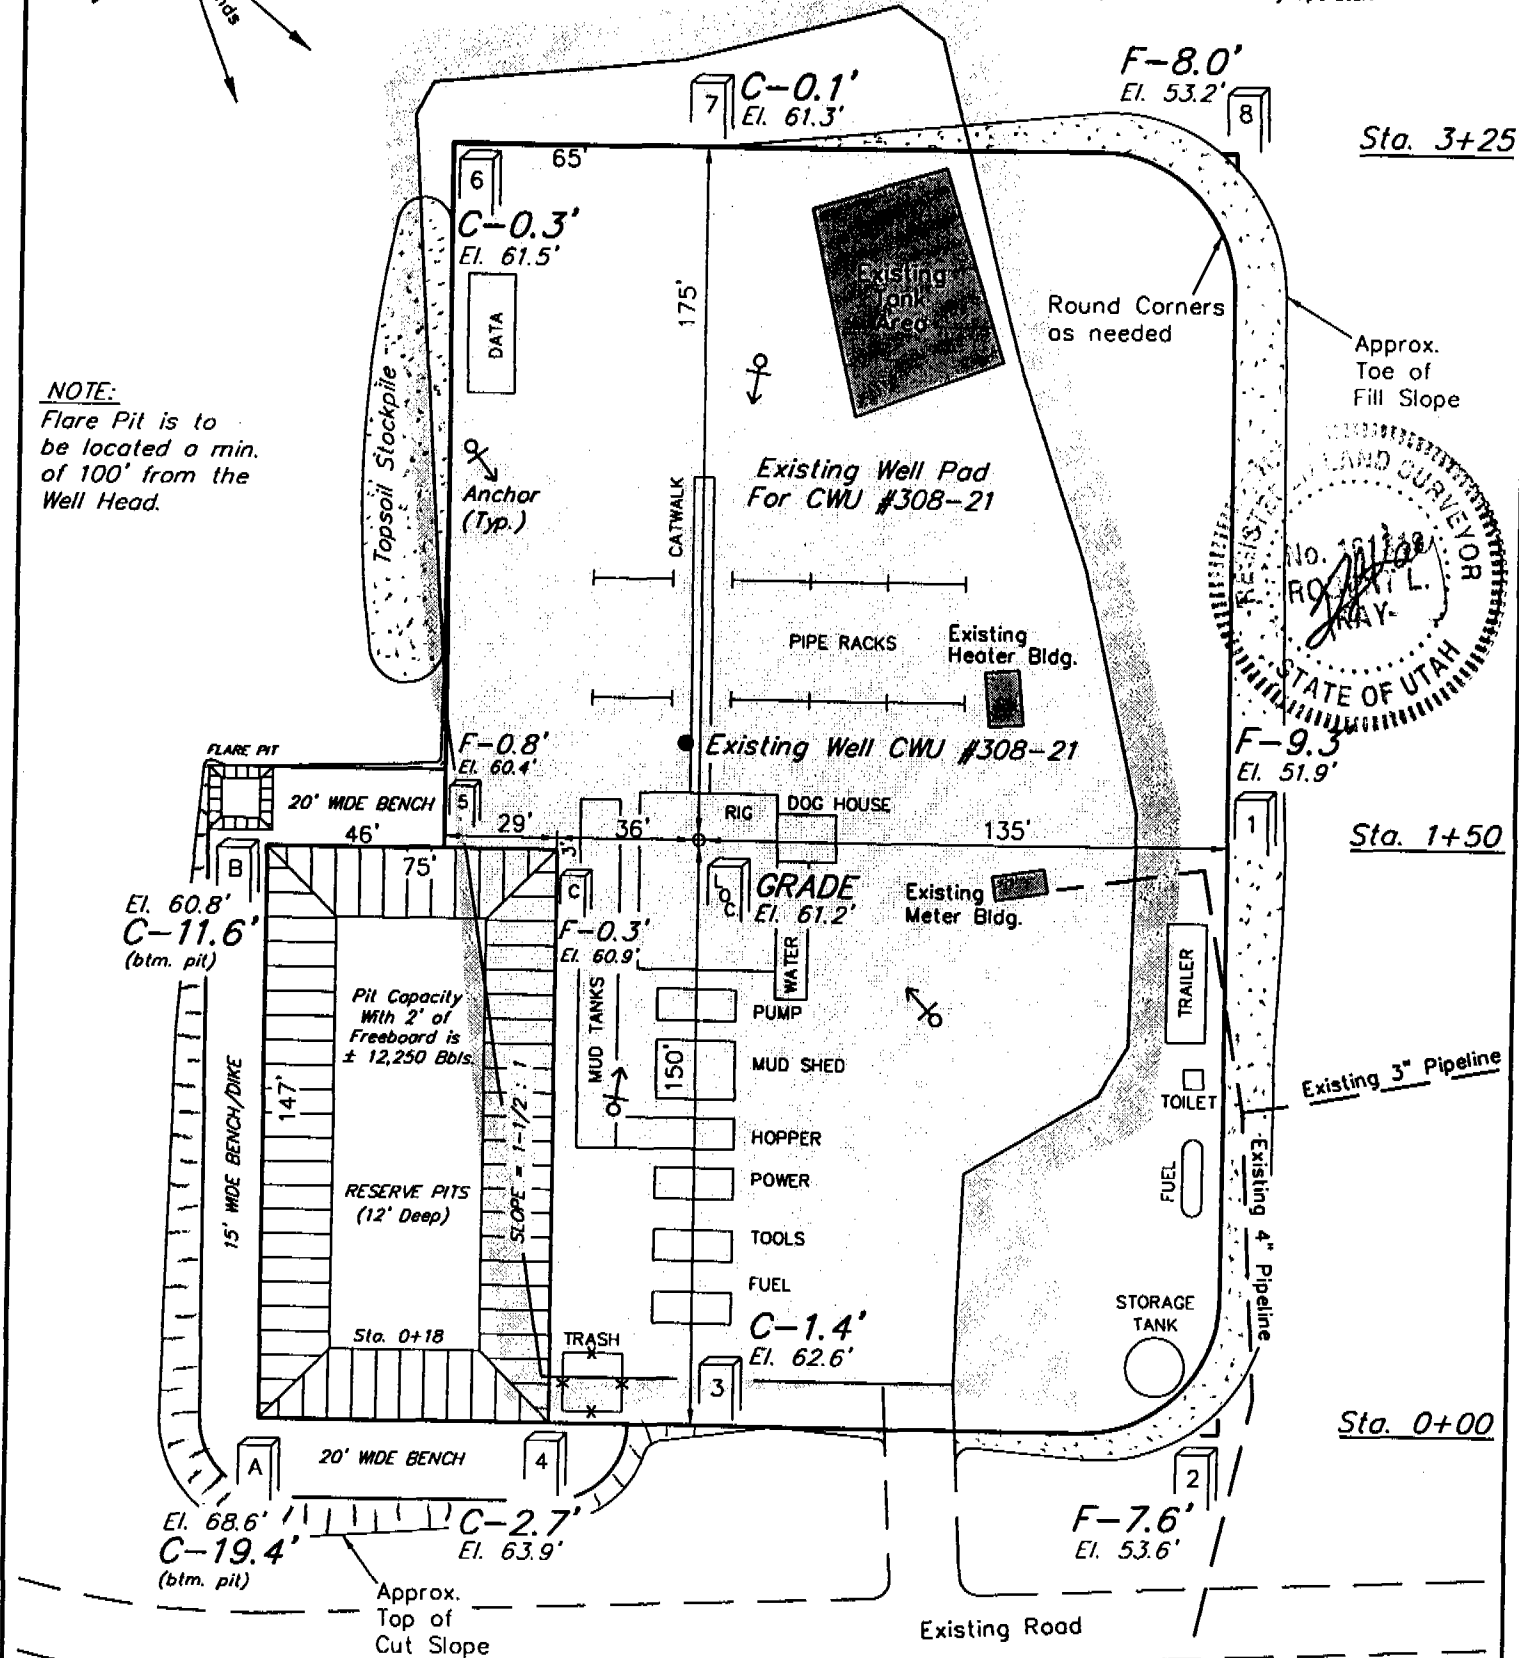 C-0.1'
El. 61.3'
7
F-8.0'
El. 53.2'
8
Sta. 3+25
65'
6
C-0.3'
El. 61.5'
DATA
175'
Existing
Tank
Area
Round Corners
as needed
Approx.
Toe of
Fill Slope
NOTE:
Flare Pit is to
be located a min.
of 100' from the
Well Head.
Topsoil Stockpile
Anchor
(Typ.)
CATWALK
Existing Well Pad
For CWU #308-21
LAND SURVEYOR
No.
STATE OF UTAH
PIPE RACKS
Existing
Heater Bldg.
Existing Well CWU #308-21
FLARE PIT
F-0.8'
El. 60.4'
5
20' WIDE BENCH
F-9.3'
El. 51.9'
1
RIG
DOG HOUSE
46'
29'
36'
135'
Sta. 1+50
3'
75'
B
El. 60.8'
C-11.6'
(btm. pit)
C
F-0.3'
El. 60.9'
LOC
GRADE
El. 61.2'
Existing
Meter Bldg.
WATER
TRAILER
MUD TANKS
Pit Capacity
With 2' of
Freeboard is
± 12,250 Bbls.
PUMP
150'
MUD SHED
147'
15' WIDE BENCH/DIKE
SLOPE = 1-1/2 : 1
TOILET
Existing 3" Pipeline
HOPPER
POWER
FUEL
Existing 4" Pipeline
RESERVE PITS
(12' Deep)
TOOLS
FUEL
Sta. 0+18
TRASH
C-1.4'
El. 62.6'
3
STORAGE
TANK
Sta. 0+00
A
20' WIDE BENCH
4
2
El. 68.6'
C-19.4'
(btm. pit)
C-2.7'
El. 63.9'
F-7.6'
El. 53.6'
Approx.
Top of
Cut Slope
Existing Road